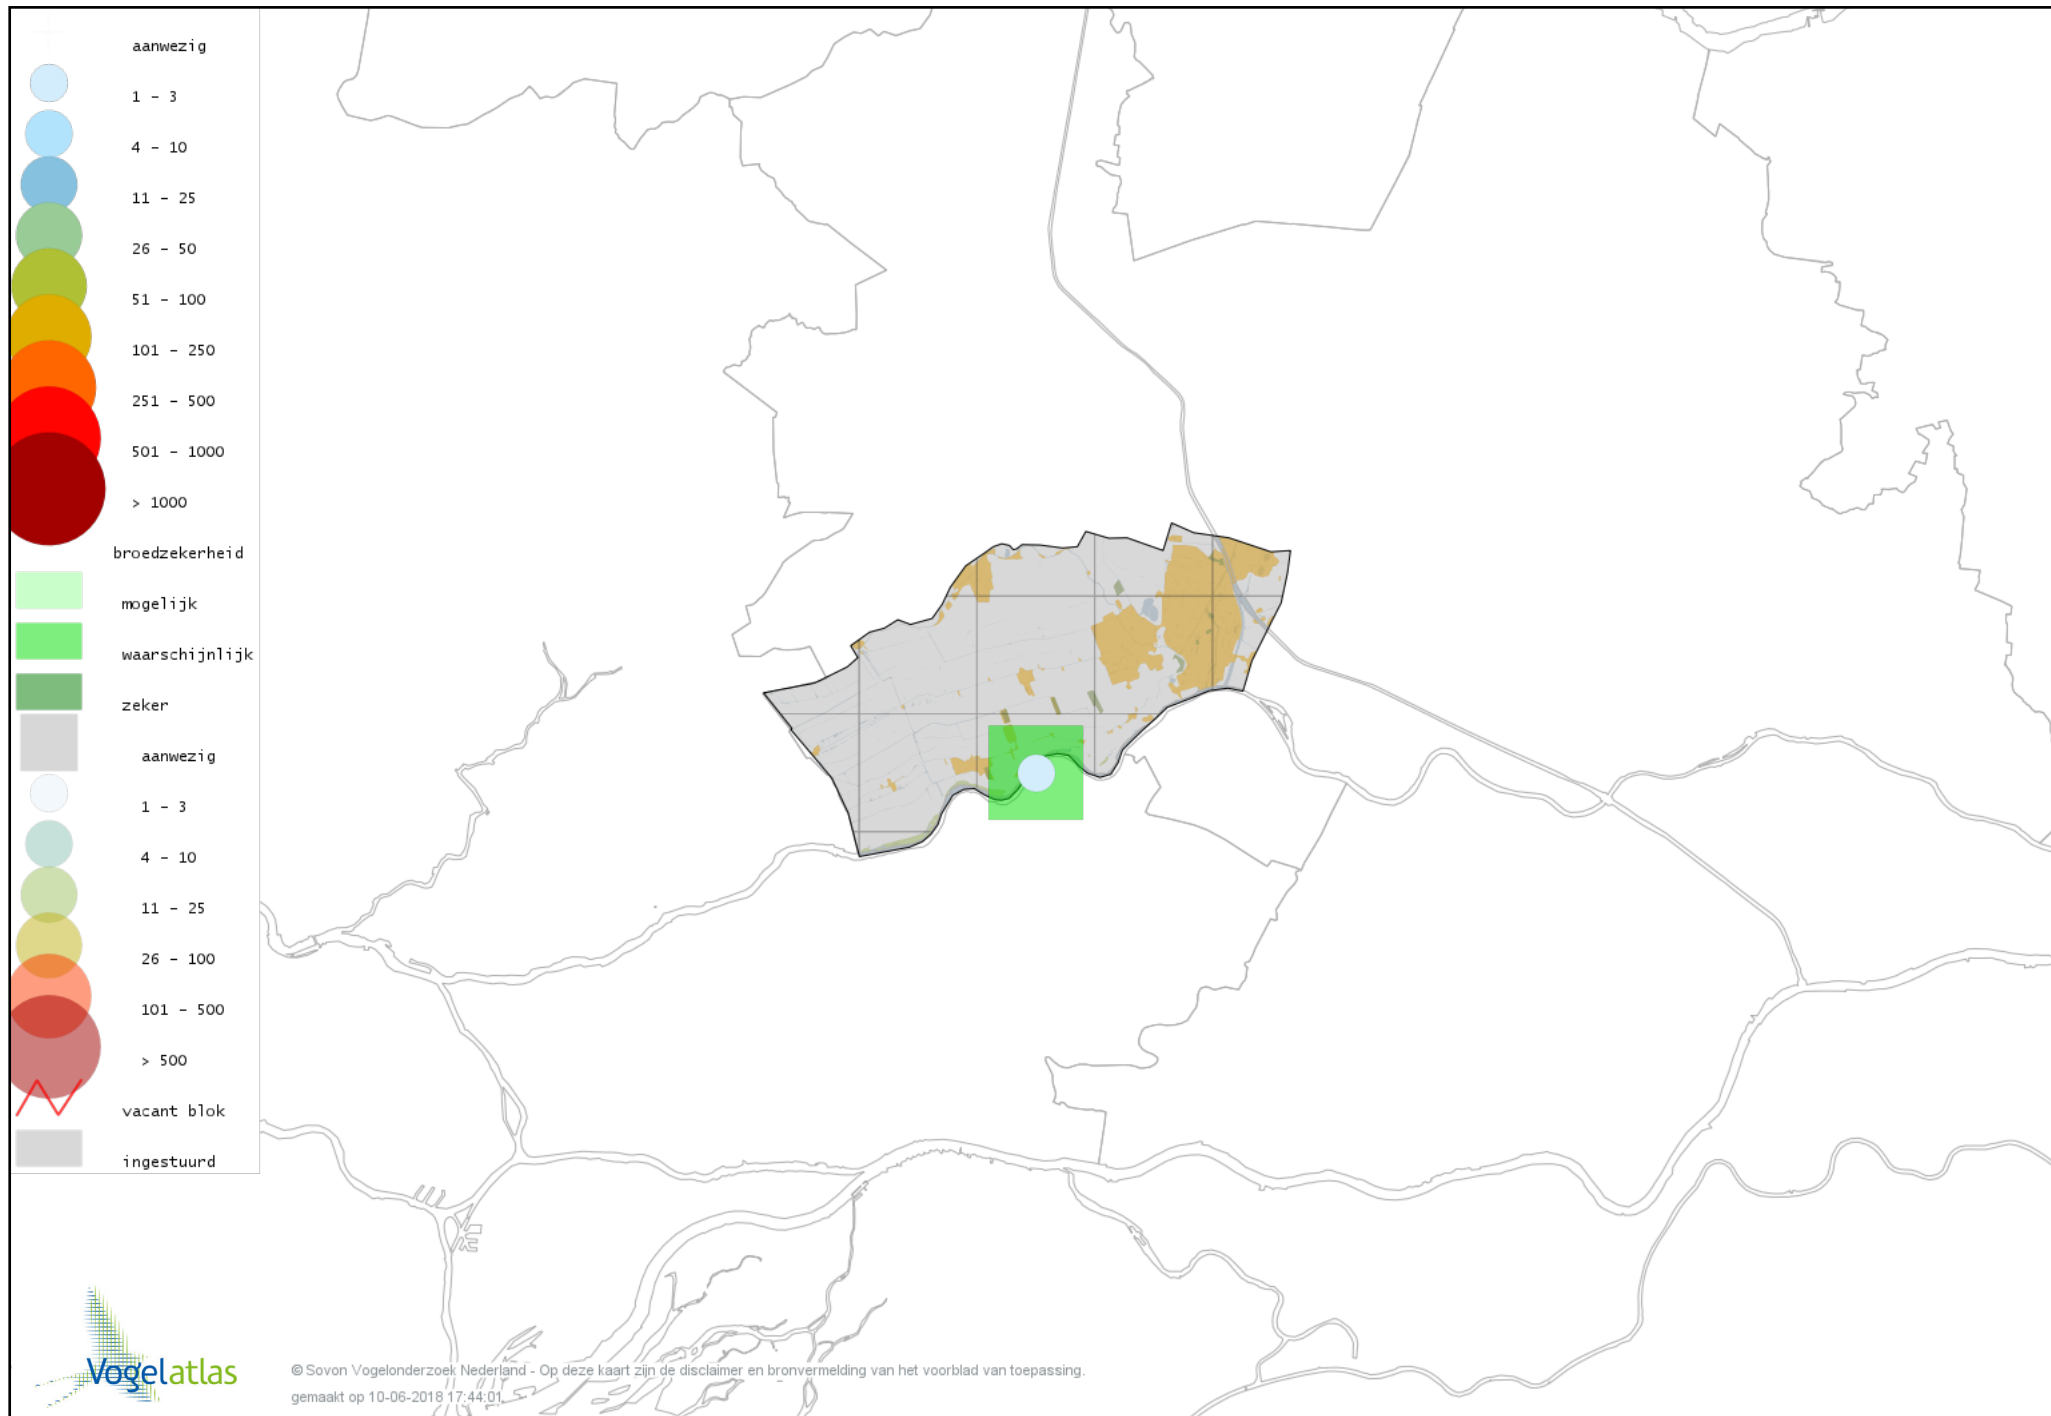 aanwezig
1 - 3
4 - 10
11 - 25
26 - 50
51 - 100
101 - 250
251 - 500
501 - 1000
> 1000
broedzekerheid
mogelijk
waarschijnlijk
zeker
aanwezig
1 - 3
4 - 10
11 - 25
26 - 100
101 - 500
> 500
vacant blok
ingestuurd
Vogelatlas
© Sovon Vogelonderzoek Nederland - Op deze kaart zijn de disclaimer en bronvermelding van het voorblad van toepassing.
gemaakt op 10-06-2018 17:44:01